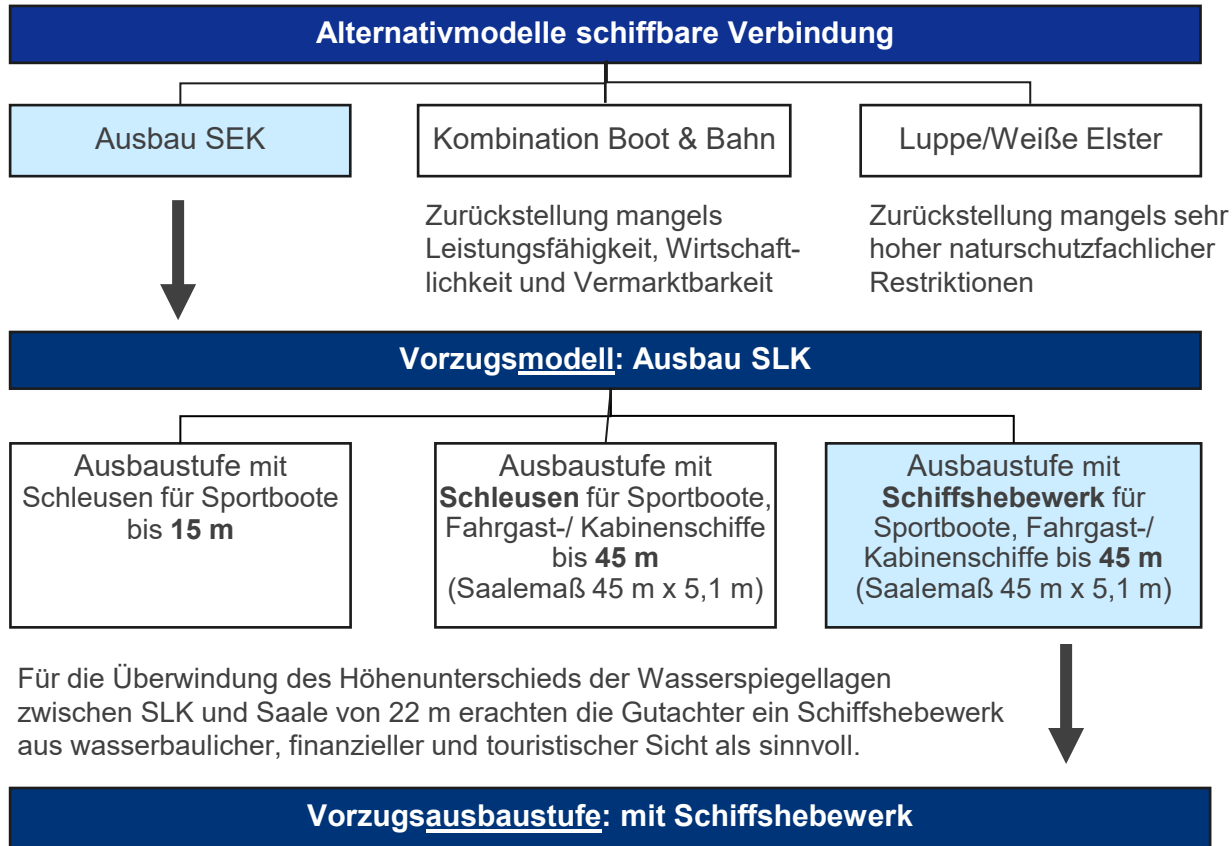 Alternativmodelle schiffbare Verbindung
Ausbau SEK
Kombination Boot & Bahn
Luppe/Weiße Elster
Zurückstellung mangels
Leistungsfähigkeit, Wirtschaft-
lichkeit und Vermarktbarkeit
Zurückstellung mangels sehr
hoher naturschutzfachlicher
Restriktionen
Vorzugsmodell: Ausbau SLK
Ausbaustufe mit
Schleusen für Sportboote
bis 15 m
Ausbaustufe mit
Schleusen für Sportboote,
Fahrgast-/ Kabinenschiffe
bis 45 m
(Saalemaß 45 m x 5,1 m)
Ausbaustufe mit
Schiffshebewerk für
Sportboote, Fahrgast-/
Kabinenschiffe bis 45 m
(Saalemaß 45 m x 5,1 m)
Für die Überwindung des Höhenunterschieds der Wasserspiegellagen
zwischen SLK und Saale von 22 m erachten die Gutachter ein Schiffshebewerk
aus wasserbaulicher, finanzieller und touristischer Sicht als sinnvoll.
Vorzugsausbaustufe: mit Schiffshebewerk